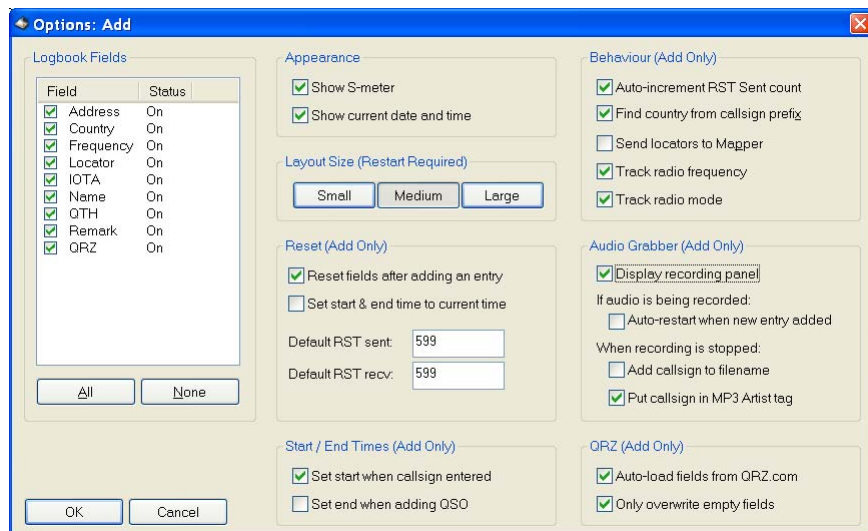 Options: Add
Logbook Fields
Field Status
Address On
Country On
Frequency On
Locator On
IOTA On
Name On
QTH On
Remark On
QRZ On
All None
OK Cancel
Appearance
Show S-meter
Show current date and time
Layout Size (Restart Required)
Small Medium Large
Reset (Add Only)
Reset fields after adding an entry
Set start & end time to current time
Default RST sent: 599
Default RST recv: 599
Start / End Times (Add Only)
Set start when callsign entered
Set end when adding QSO
Behaviour (Add Only)
Auto-increment RST Sent count
Find country from callsign prefix
Send locators to Mapper
Track radio frequency
Track radio mode
Audio Grabber (Add Only)
Display recording panel
If audio is being recorded:
Auto-restart when new entry added
When recording is stopped:
Add callsign to filename
Put callsign in MP3 Artist tag
QRZ (Add Only)
Auto-load fields from QRZ.com
Only overwrite empty fields